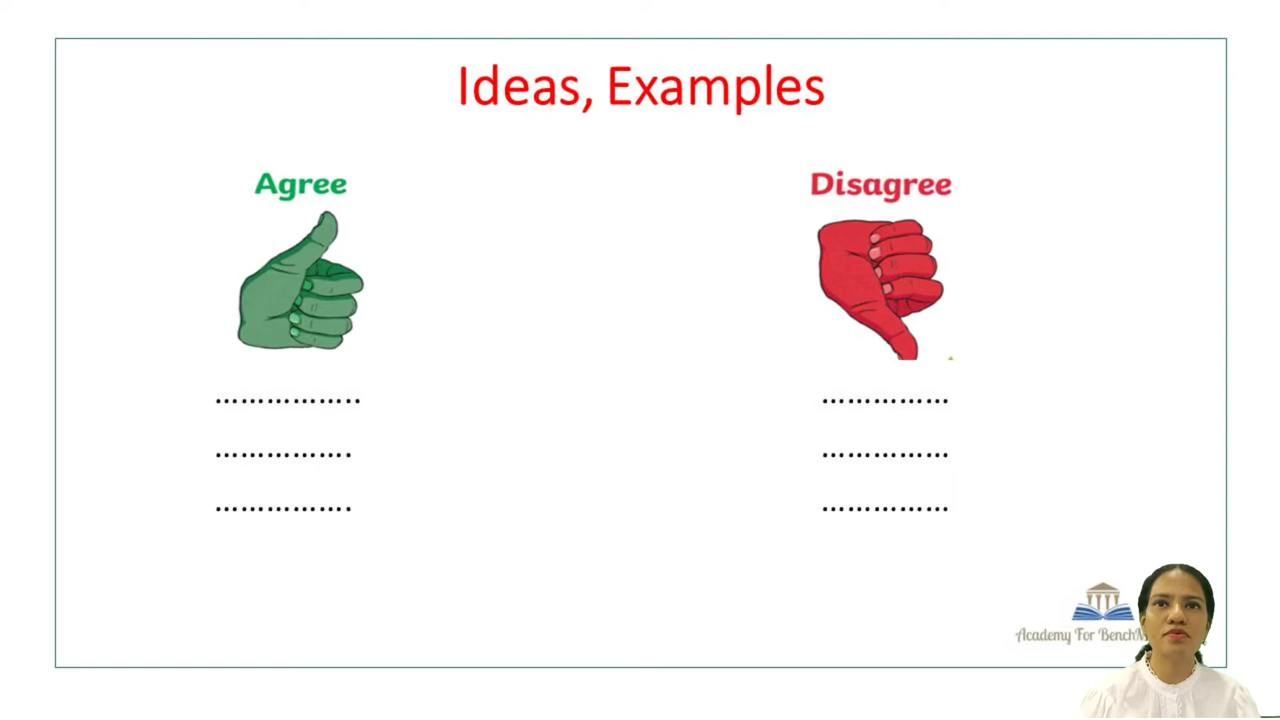 Ideas, Examples
Agree
Disagree
……………..
……………
…………….
……………
…………….
……………
Academy For Bench